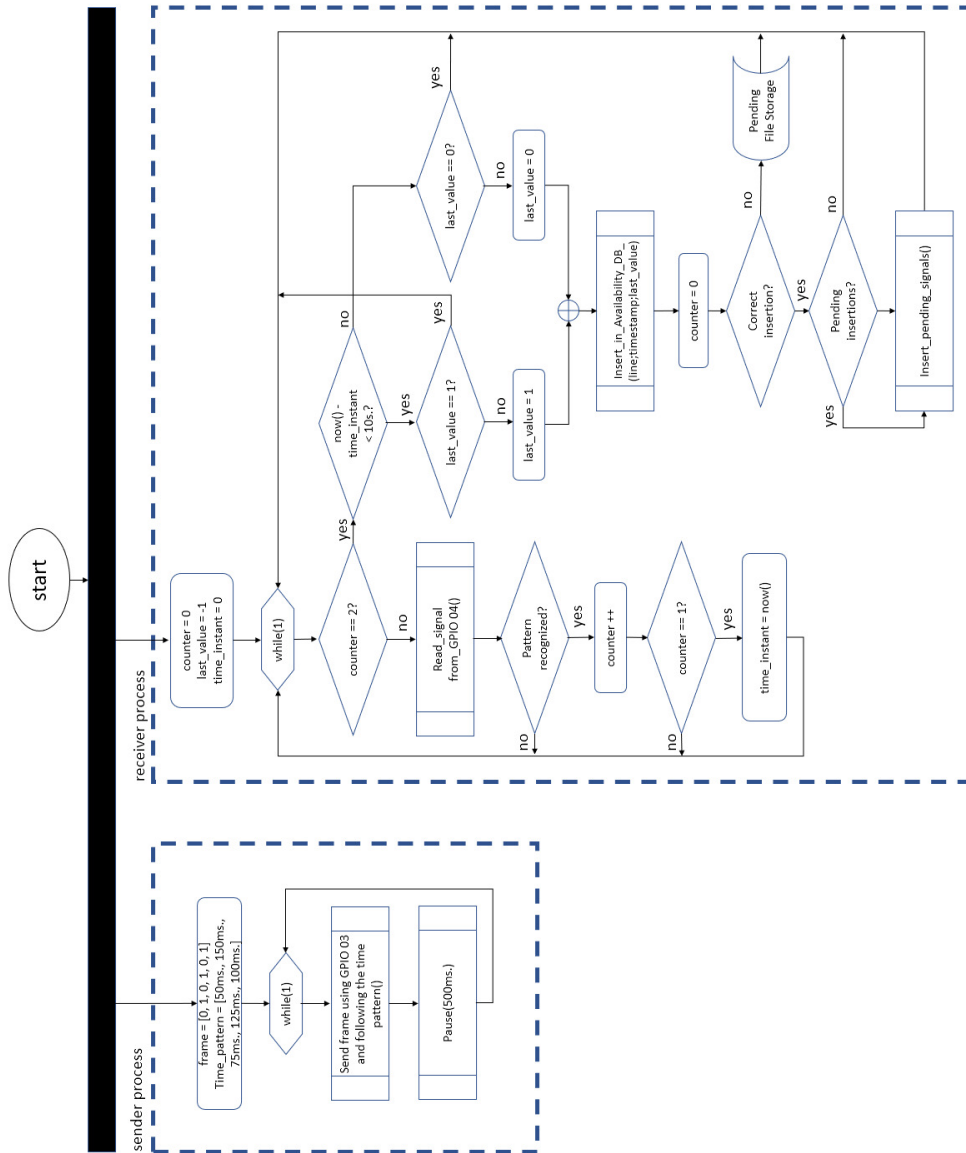 start
sender process
frame = [0, 1, 0, 1, 0, 1]
Time_pattern = [50ms., 150ms.,
75ms., 125ms., 100ms.]
while(1)
Send frame using GPIO 03
and following the time
pattern()
Pause(500ms.)
receiver process
counter = 0
last_value = -1
time_instant = 0
while(1)
counter == 2?
yes
no
Read_signal
from_GPIO 04()
Pattern
recognized?
no
yes
counter ++
counter == 1?
no
yes
time_instant = now()
now() -
time_instant
< 10s.?
no
yes
last_value == 1?
yes
no
last_value = 1
last_value == 0?
yes
no
last_value = 0
Insert_in_Availability_DB_
(line;timestamp;last_value)
counter = 0
Correct
insertion?
no
yes
Pending
File Storage
Pending
insertions?
no
yes
Insert_pending_signals()